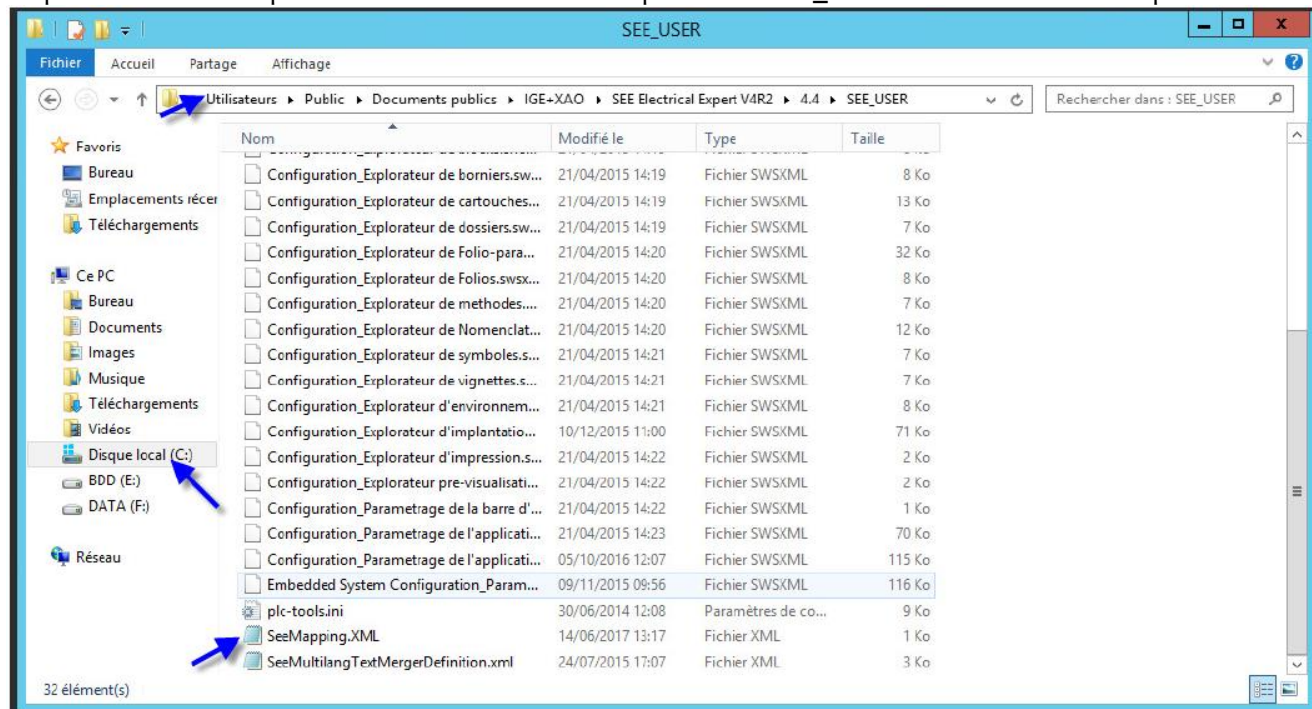 SEE_USER
Fichier Accueil Partage Affichage
Utilisateurs ▸ Public ▸ Documents publics ▸ IGE+XAO ▸ SEE Electrical Expert V4R2 ▸ 4.4 ▸ SEE_USER Rechercher dans : SEE_USER
Favoris
Bureau
Emplacements récer
Téléchargements
Ce PC
Bureau
Documents
Images
Musique
Téléchargements
Vidéos
Disque local (C:)
BDD (E:)
DATA (F:)
Réseau
Nom Modifié le Type Taille
Configuration_Explorateur de borniers.sw... 21/04/2015 14:19 Fichier SWSXML 8 Ko
Configuration_Explorateur de cartouches... 21/04/2015 14:19 Fichier SWSXML 13 Ko
Configuration_Explorateur de dossiers.sw... 21/04/2015 14:19 Fichier SWSXML 7 Ko
Configuration_Explorateur de Folio-para... 21/04/2015 14:20 Fichier SWSXML 32 Ko
Configuration_Explorateur de Folios.swsx... 21/04/2015 14:20 Fichier SWSXML 8 Ko
Configuration_Explorateur de methodes.... 21/04/2015 14:20 Fichier SWSXML 7 Ko
Configuration_Explorateur de Nomenclat... 21/04/2015 14:20 Fichier SWSXML 12 Ko
Configuration_Explorateur de symboles.s... 21/04/2015 14:21 Fichier SWSXML 7 Ko
Configuration_Explorateur de vignettes.s... 21/04/2015 14:21 Fichier SWSXML 7 Ko
Configuration_Explorateur d'environnem... 21/04/2015 14:21 Fichier SWSXML 8 Ko
Configuration_Explorateur d'implantatio... 10/12/2015 11:00 Fichier SWSXML 71 Ko
Configuration_Explorateur d'impression.s... 21/04/2015 14:22 Fichier SWSXML 2 Ko
Configuration_Explorateur pre-visualisati... 21/04/2015 14:22 Fichier SWSXML 2 Ko
Configuration_Parametrage de la barre d'... 21/04/2015 14:22 Fichier SWSXML 1 Ko
Configuration_Parametrage de l'applicati... 21/04/2015 14:23 Fichier SWSXML 70 Ko
Configuration_Parametrage de l'applicati... 05/10/2016 12:07 Fichier SWSXML 115 Ko
Embedded System Configuration_Param... 09/11/2015 09:56 Fichier SWSXML 116 Ko
plc-tools.ini 30/06/2014 12:08 Paramètres de co... 9 Ko
SeeMapping.XML 14/06/2017 13:17 Fichier XML 1 Ko
SeeMultilangTextMergerDefinition.xml 24/07/2015 17:07 Fichier XML 3 Ko
32 élément(s)